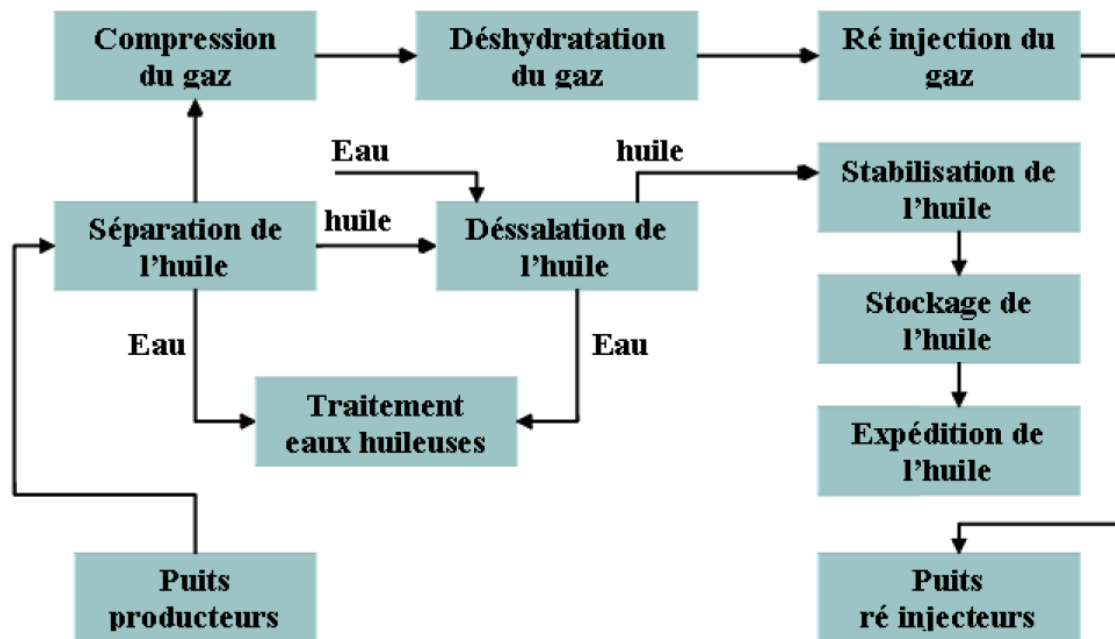 Compression
du gaz
Déshydratation
du gaz
Ré injection du
gaz
Eau
huile
Stabilisation de
l'huile
Séparation de
l'huile
huile
Déssalation de
l'huile
Stockage de
l'huile
Eau
Eau
Traitement
eaux huileuses
Expédition de
l'huile
Puits
producteurs
Puits
ré injecteurs